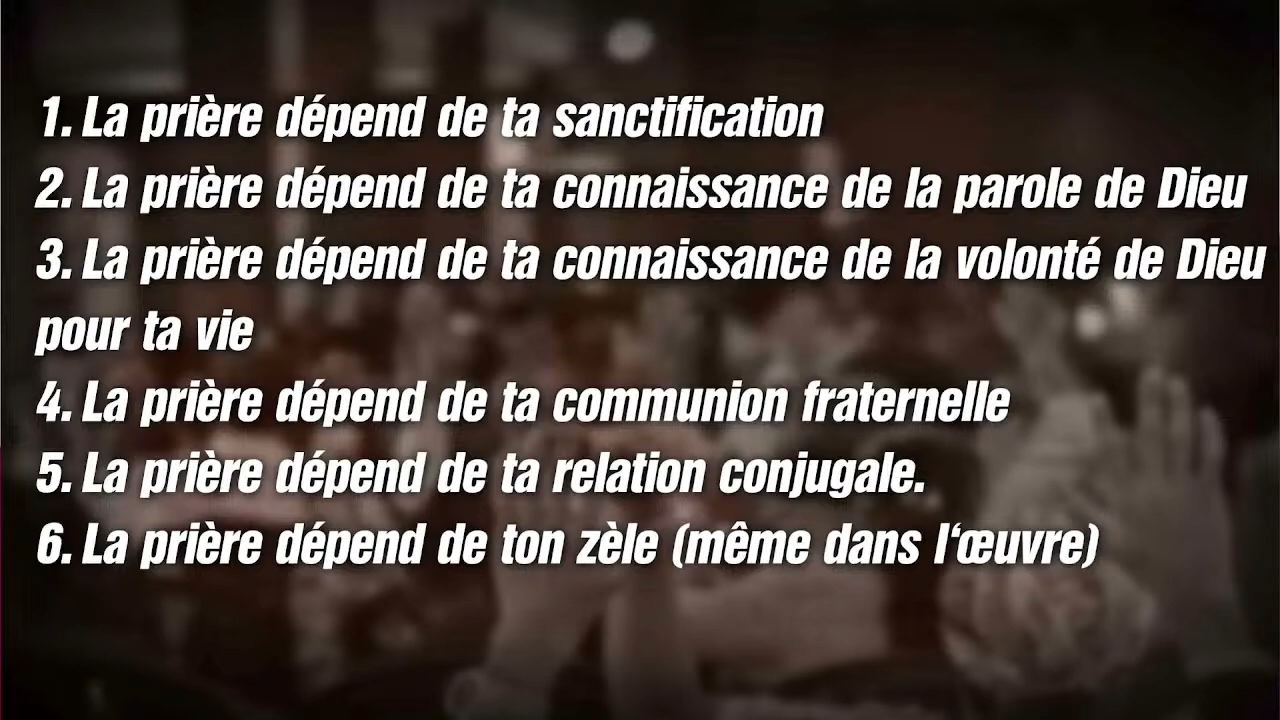 1. La prière dépend de ta sanctification
2. La prière dépend de ta connaissance de la parole de Dieu
3. La prière dépend de ta connaissance de la volonté de Dieu
pour ta vie
4. La prière dépend de ta communion fraternelle
5. La prière dépend de ta relation conjugale.
6. La prière dépend de ton zèle (même dans l‘œuvre)